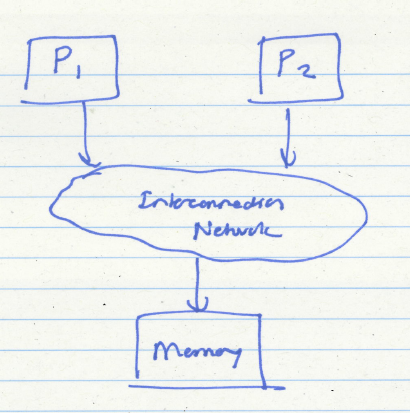 P1
P2
Interconnection
Network
Memory